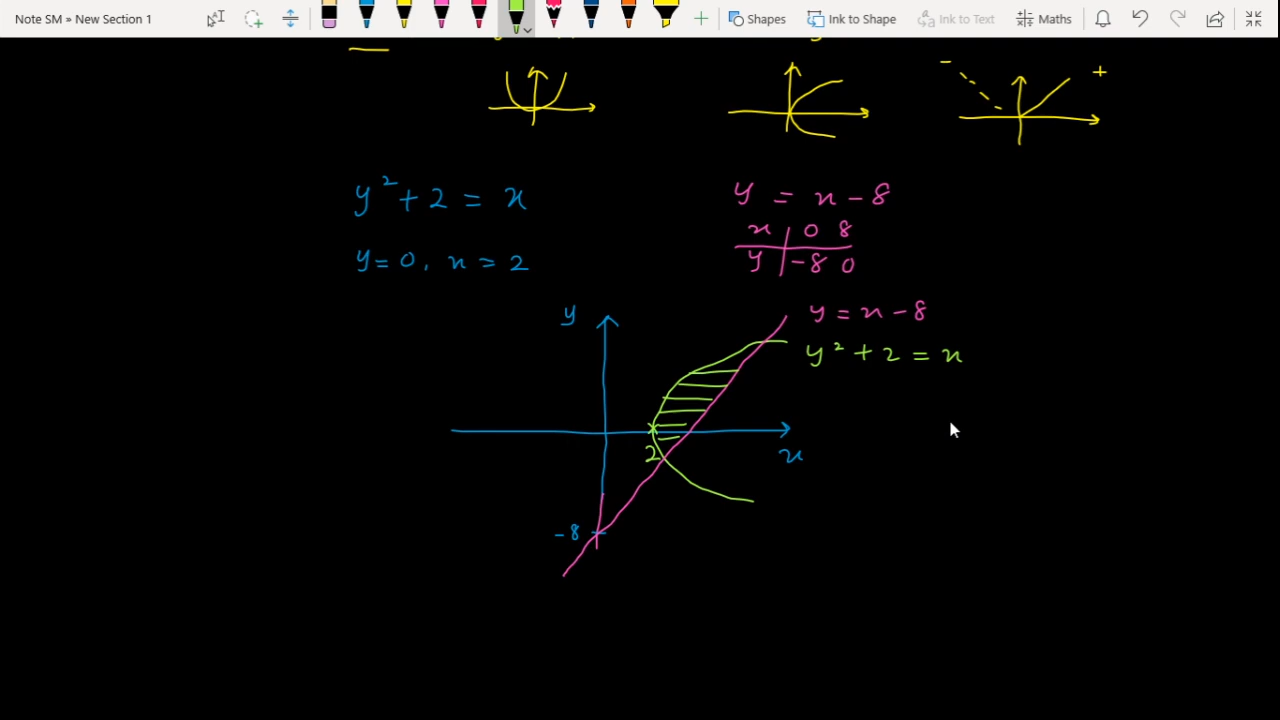 Note SM » New Section 1
Shapes
Ink to Shape
Ink to Text
Maths
- +
y² + 2 = x
y = x - 8
x | 0 8
y = 0, x = 2
y | -8 0
y
y = x - 8
y² + 2 = x
2
x
-8